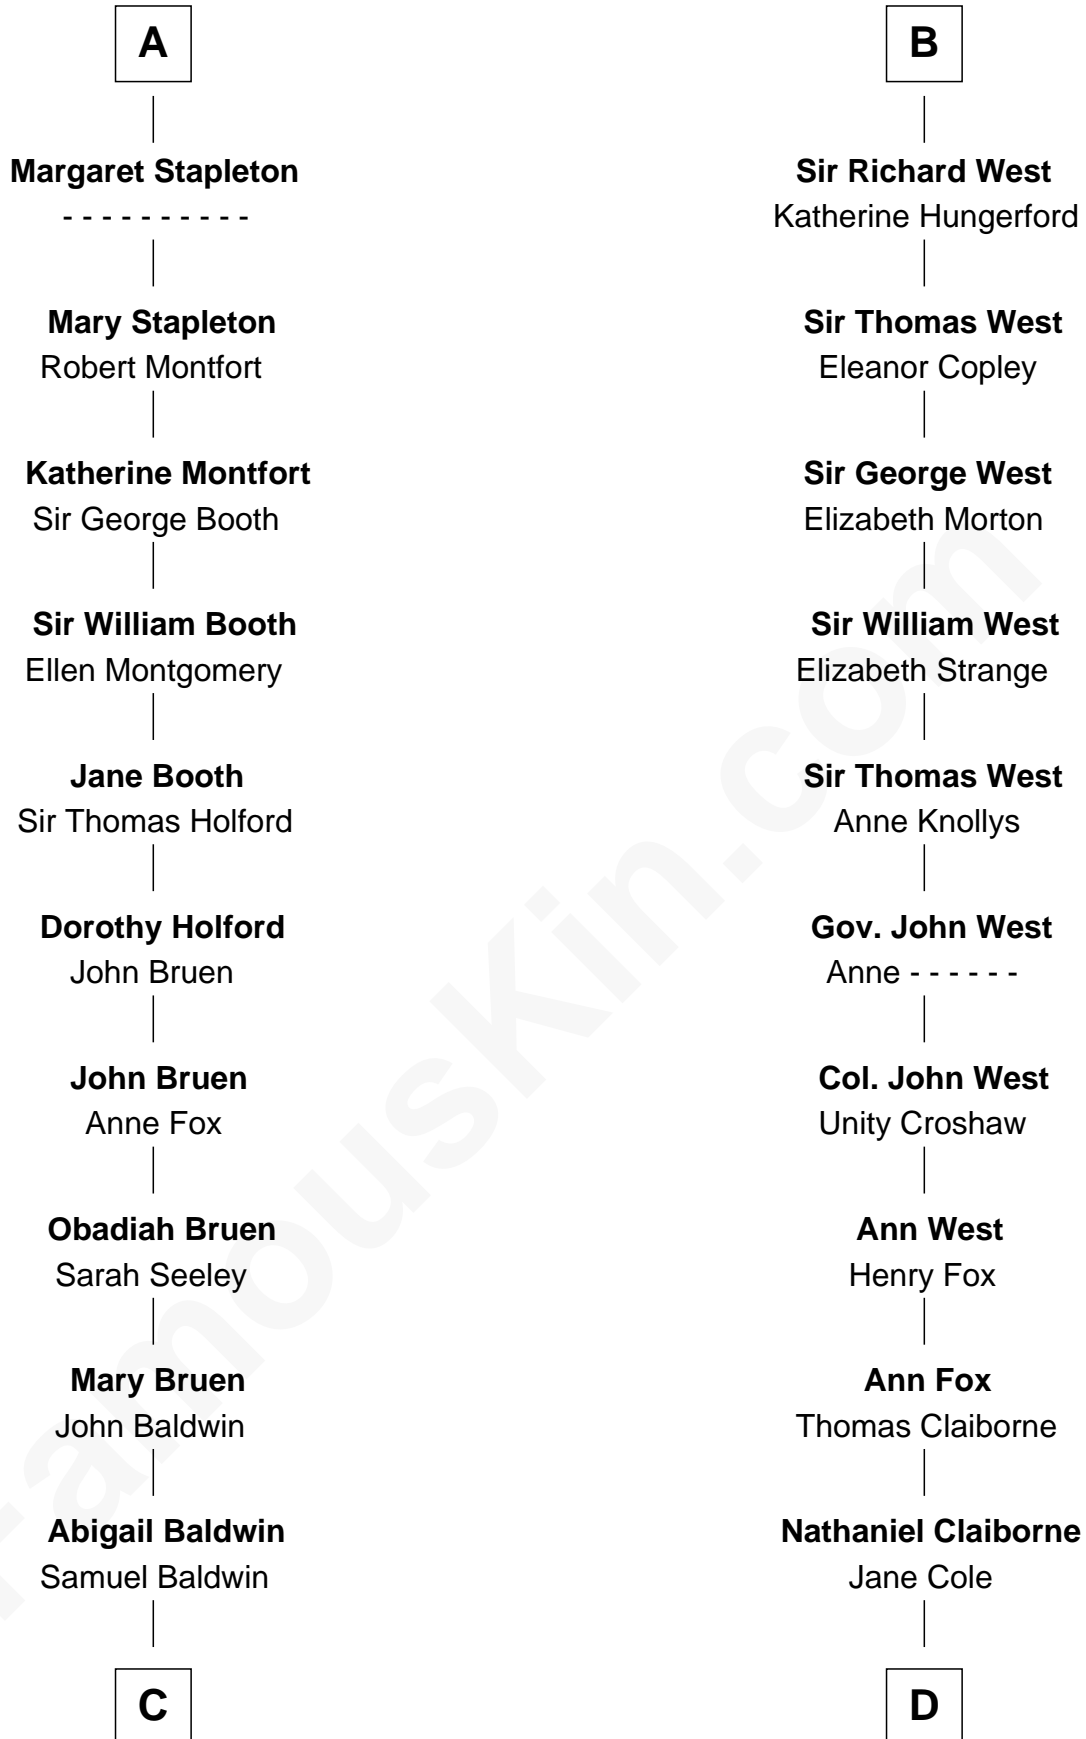 A
Margaret Stapleton
- - - - - - - - - -
Mary Stapleton
Robert Montfort
Katherine Montfort
Sir George Booth
Sir William Booth
Ellen Montgomery
Jane Booth
Sir Thomas Holford
Dorothy Holford
John Bruen
John Bruen
Anne Fox
Obadiah Bruen
Sarah Seeley
Mary Bruen
John Baldwin
Abigail Baldwin
Samuel Baldwin
C
B
Sir Richard West
Katherine Hungerford
Sir Thomas West
Eleanor Copley
Sir George West
Elizabeth Morton
Sir William West
Elizabeth Strange
Sir Thomas West
Anne Knollys
Gov. John West
Anne - - - - - -
Col. John West
Unity Croshaw
Ann West
Henry Fox
Ann Fox
Thomas Claiborne
Nathaniel Claiborne
Jane Cole
D
FamousKin.com